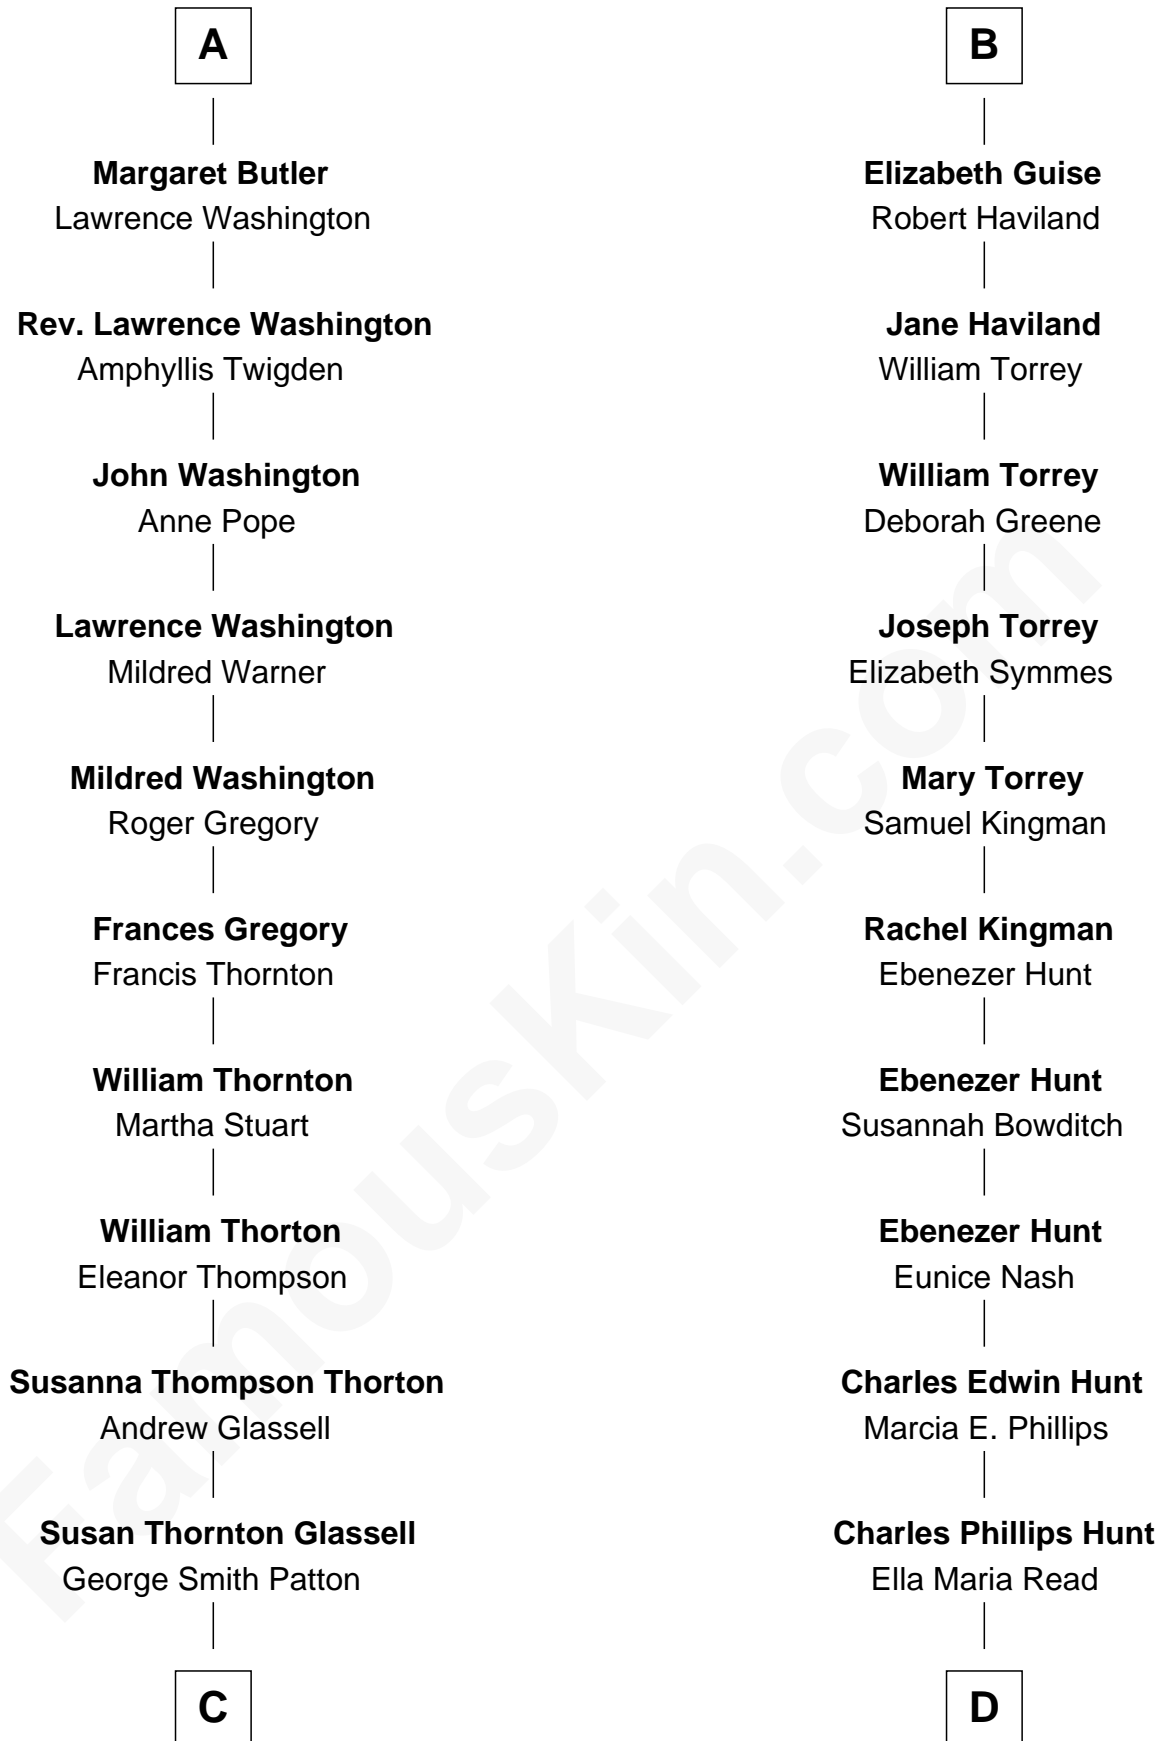 A
Margaret Butler
Lawrence Washington
Rev. Lawrence Washington
Amphyllis Twigden
John Washington
Anne Pope
Lawrence Washington
Mildred Warner
Mildred Washington
Roger Gregory
Frances Gregory
Francis Thornton
William Thornton
Martha Stuart
William Thorton
Eleanor Thompson
Susanna Thompson Thorton
Andrew Glassell
Susan Thornton Glassell
George Smith Patton
C
B
Elizabeth Guise
Robert Haviland
Jane Haviland
William Torrey
William Torrey
Deborah Greene
Joseph Torrey
Elizabeth Symmes
Mary Torrey
Samuel Kingman
Rachel Kingman
Ebenezer Hunt
Ebenezer Hunt
Susannah Bowditch
Ebenezer Hunt
Eunice Nash
Charles Edwin Hunt
Marcia E. Phillips
Charles Phillips Hunt
Ella Maria Read
D
FamousKin.com